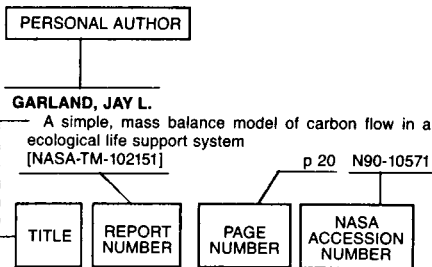 PERSONAL AUTHOR
GARLAND, JAY L.
A simple, mass balance model of carbon flow in a
ecological life support system
[NASA-TM-102151]
p 20 N90-10571
TITLE
REPORT
NUMBER
PAGE
NUMBER
NASA
ACCESSION
NUMBER